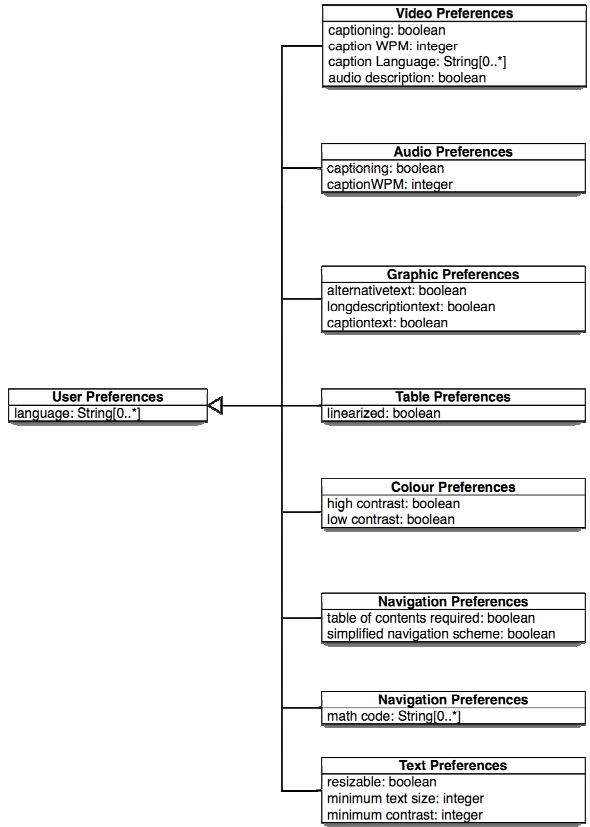 Video Preferences
captioning: boolean
caption WPM: integer
caption Language: String[0..*]
audio description: boolean
Audio Preferences
captioning: boolean
captionWPM: integer
Graphic Preferences
alternativetext: boolean
longdescriptiontext: boolean
captiontext: boolean
User Preferences
language: String[0..*]
Table Preferences
linearized: boolean
Colour Preferences
high contrast: boolean
low contrast: boolean
Navigation Preferences
table of contents required: boolean
simplified navigation scheme: boolean
Navigation Preferences
math code: String[0..*]
Text Preferences
resizable: boolean
minimum text size: integer
minimum contrast: integer